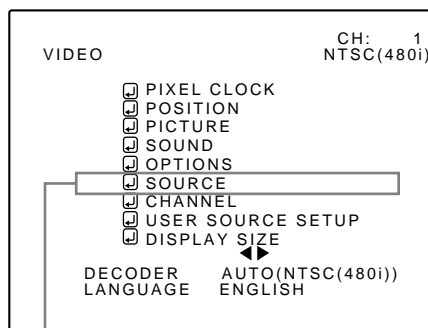 CH: 1
VIDEO NTSC(480i)
PIXEL CLOCK
POSITION
PICTURE
SOUND
OPTIONS
SOURCE
CHANNEL
USER SOURCE SETUP
DISPLAY SIZE
DECODER AUTO(NTSC(480i))
LANGUAGE ENGLISH